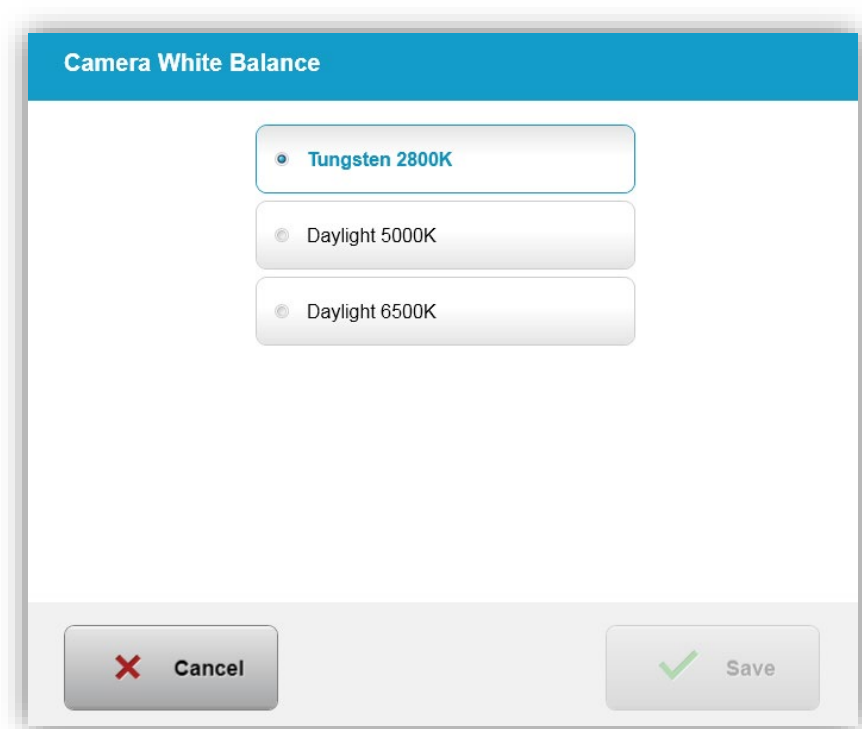 Camera White Balance
Tungsten 2800K
Daylight 5000K
Daylight 6500K
Cancel
Save